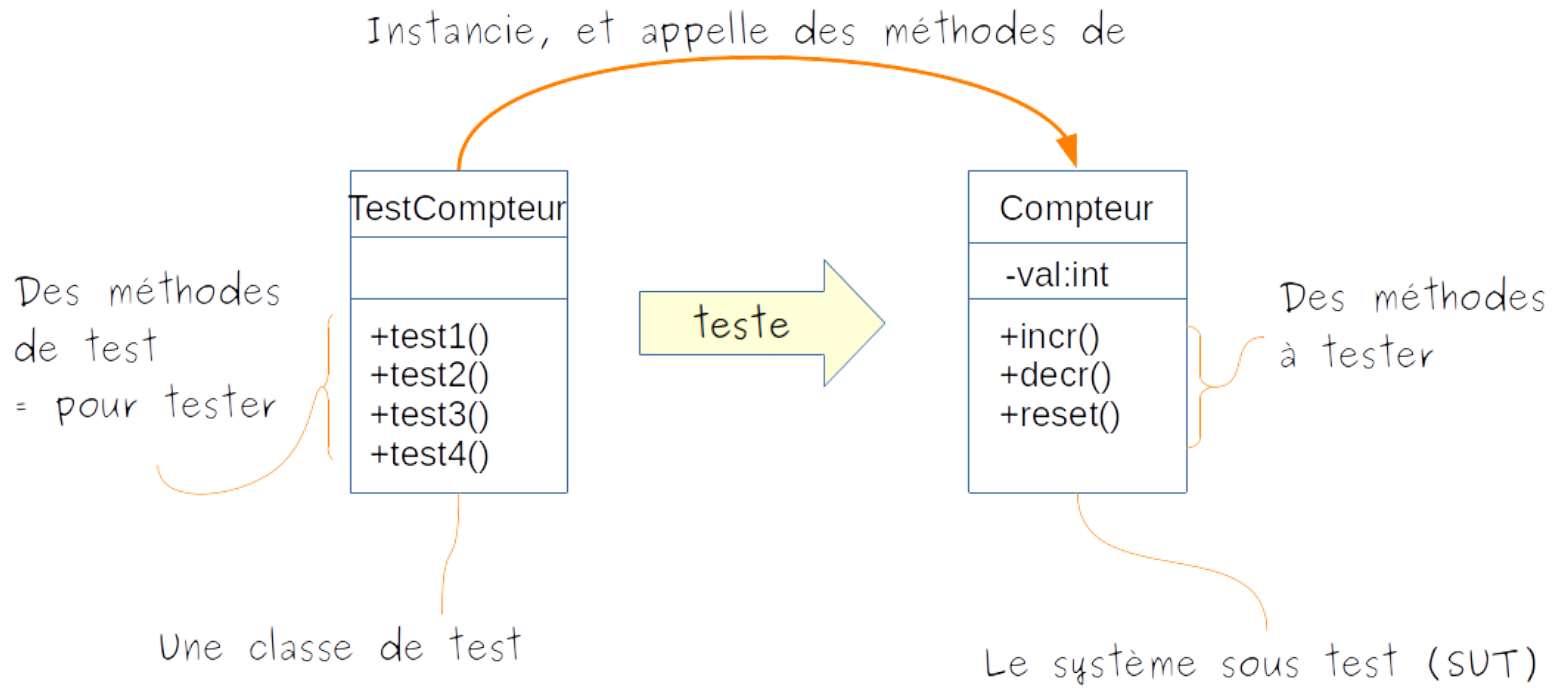 Instancie, et appelle des méthodes de
TestCompteur
Compteur
-val:int
Des méthodes
de test
= pour tester
+test1()
+test2()
+test3()
+test4()
teste
+incr()
+decr()
+reset()
Des méthodes
à tester
Une classe de test
Le système sous test (SUT)